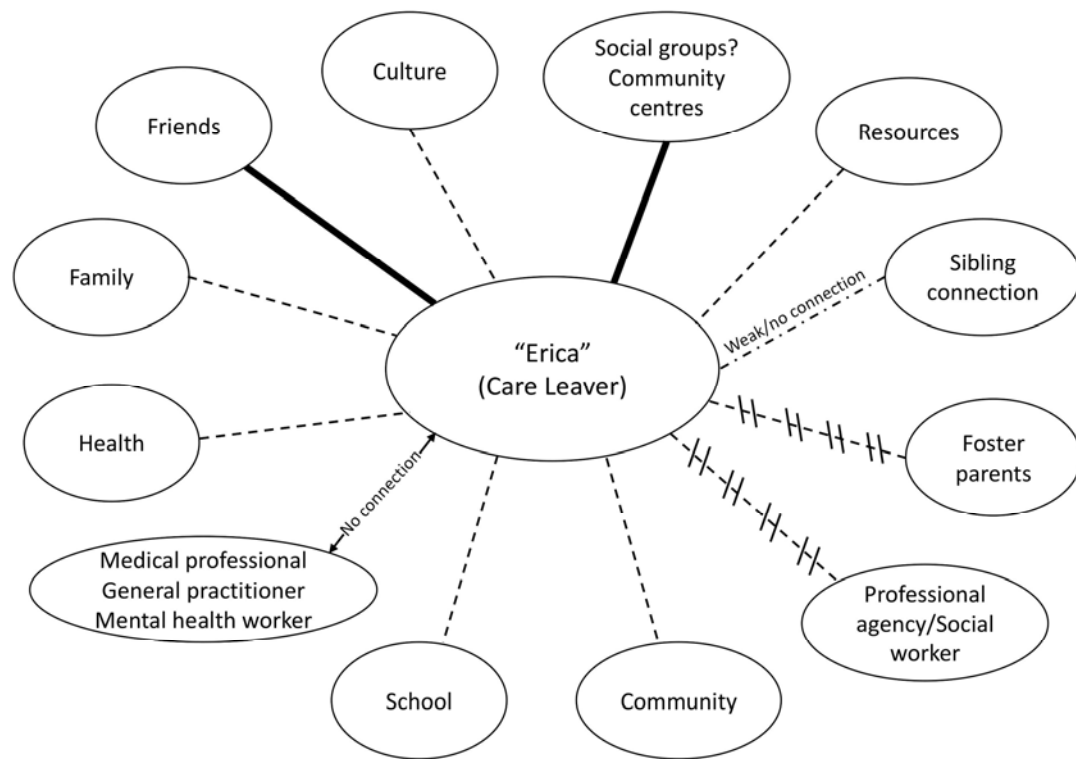 Social groups?
Community
centres
Culture
Friends
Resources
Family
Sibling
connection
Weak/no connection
“Erica”
(Care Leaver)
Health
Foster
parents
No connection
Medical professional
General practitioner
Mental health worker
Professional
agency/Social
worker
School
Community